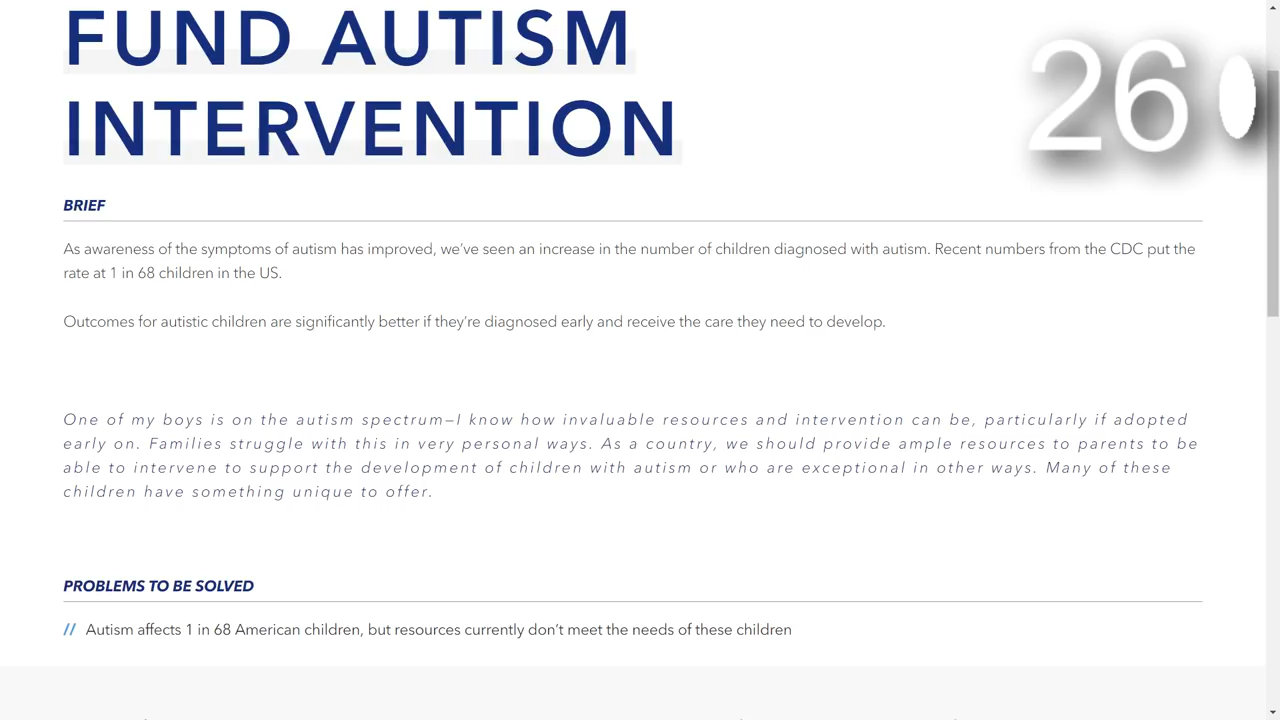 FUND AUTISM
INTERVENTION
26
BRIEF
As awareness of the symptoms of autism has improved, we've seen an increase in the number of children diagnosed with autism. Recent numbers from the CDC put the
rate at 1 in 68 children in the US.
Outcomes for autistic children are significantly better if they're diagnosed early and receive the care they need to develop.
One of my boys is on the autism spectrum—I know how invaluable resources and intervention can be, particularly if adopted
early on. Families struggle with this in very personal ways. As a country, we should provide ample resources to parents to be
able to intervene to support the development of children with autism or who are exceptional in other ways. Many of these
children have something unique to offer.
PROBLEMS TO BE SOLVED
// Autism affects 1 in 68 American children, but resources currently don't meet the needs of these children